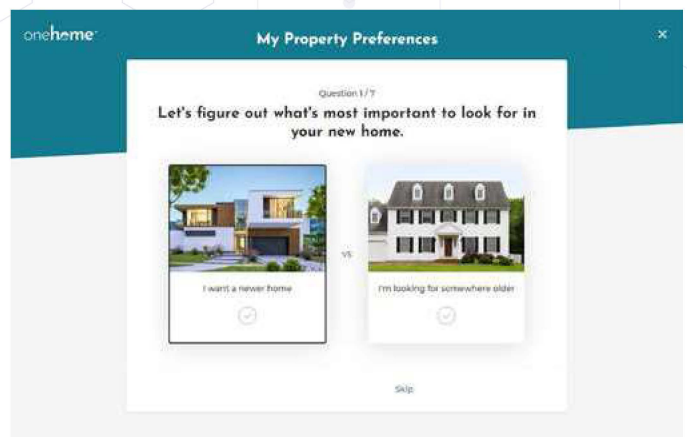 onehome™
My Property Preferences
×
Question 1 / 7
Let's figure out what's most important to look for in
your new home.
vs
I want a newer home
I'm looking for somewhere older
Skip